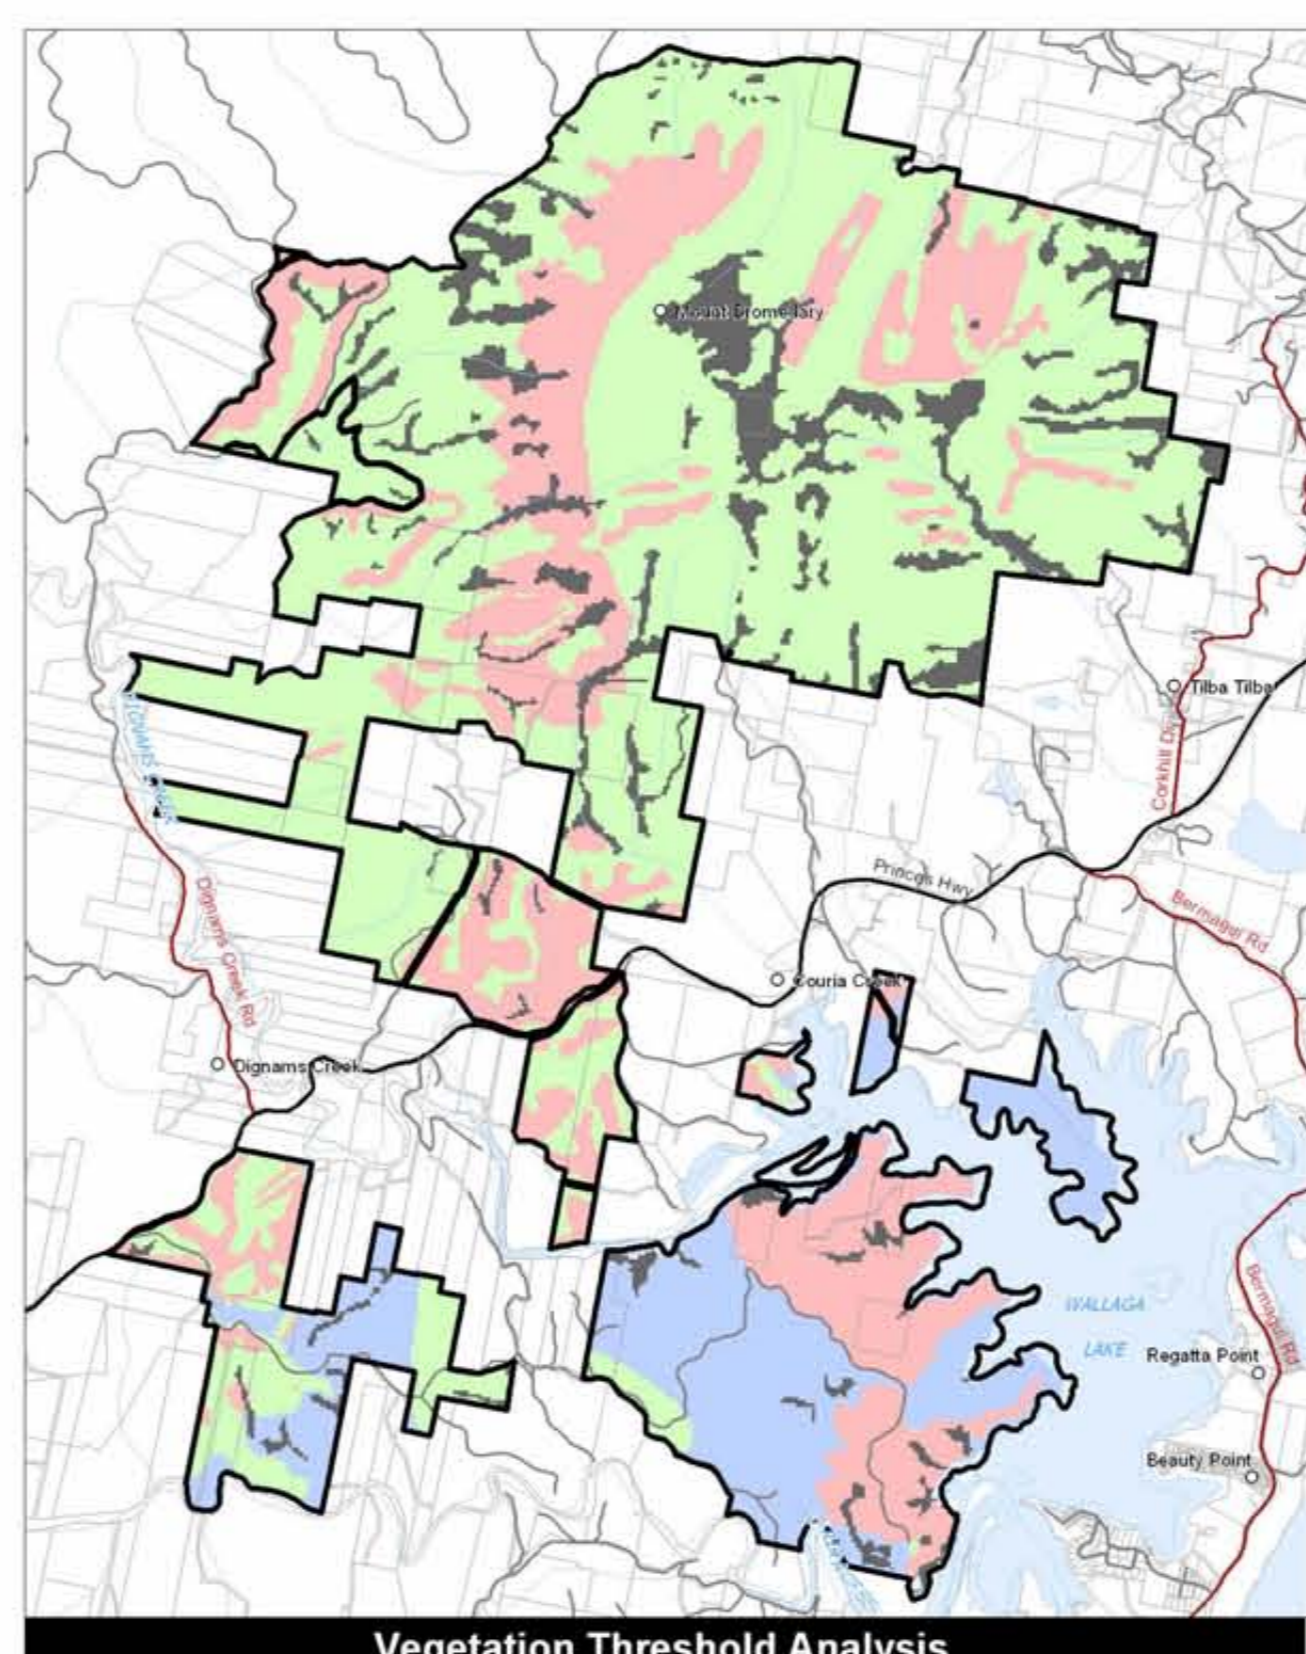 Mount Dromedary
Tilba Tilba
Corkhill Dr
Princes Hwy
Bermagui Rd
Dignams Creek Rd
Couria Creek
Dignams Creek
WALLAGA
LAKE
Regatta Point
Bermagui Rd
Beauty Point
Vegetation Threshold Analysis